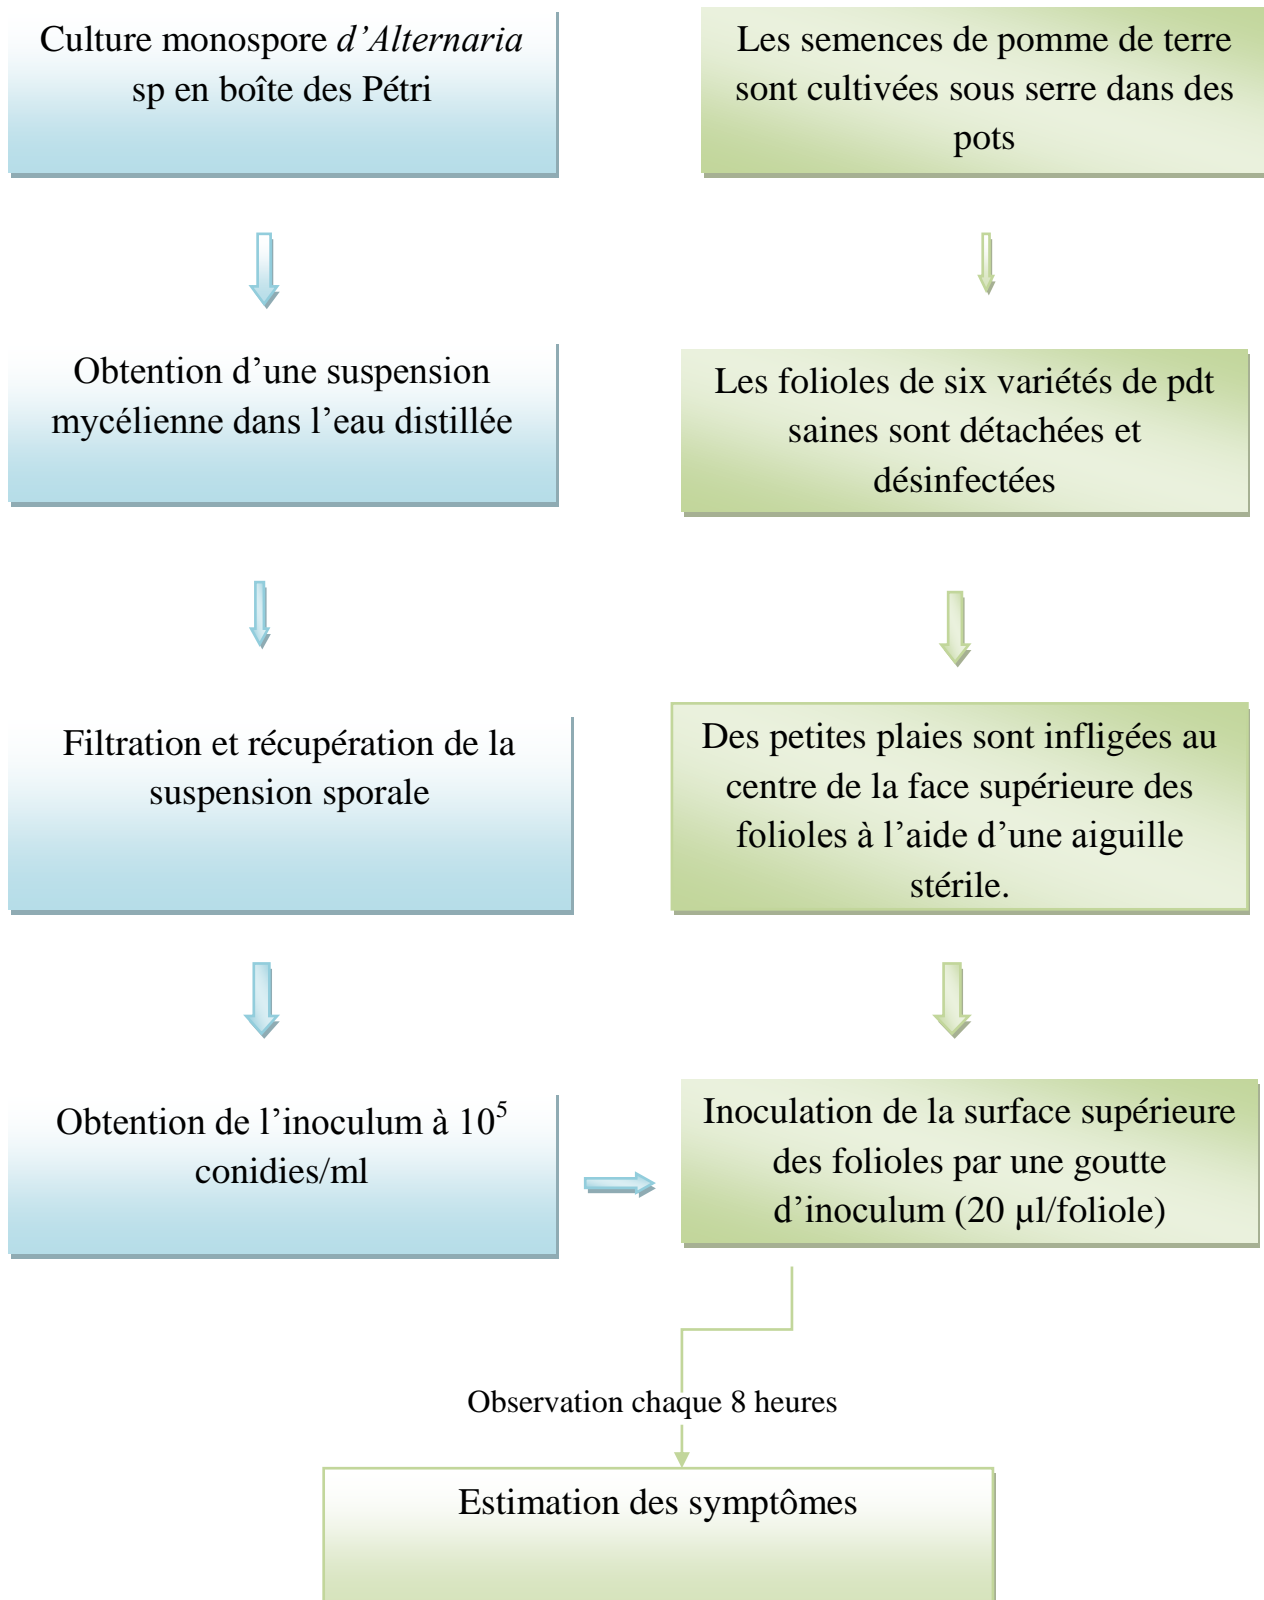 Culture monospore d’Alternaria
sp en boîte des Pétri
Les semences de pomme de terre
sont cultivées sous serre dans des
pots
Obtention d’une suspension
mycélienne dans l’eau distillée
Les folioles de six variétés de pdt
saines sont détachées et
désinfectées
Filtration et récupération de la
suspension sporale
Des petites plaies sont infligées au
centre de la face supérieure des
folioles à l’aide d’une aiguille
stérile.
Obtention de l’inoculum à 10⁵
conidies/ml
Inoculation de la surface supérieure
des folioles par une goutte
d’inoculum (20 µl/foliole)
Observation chaque 8 heures
Estimation des symptômes